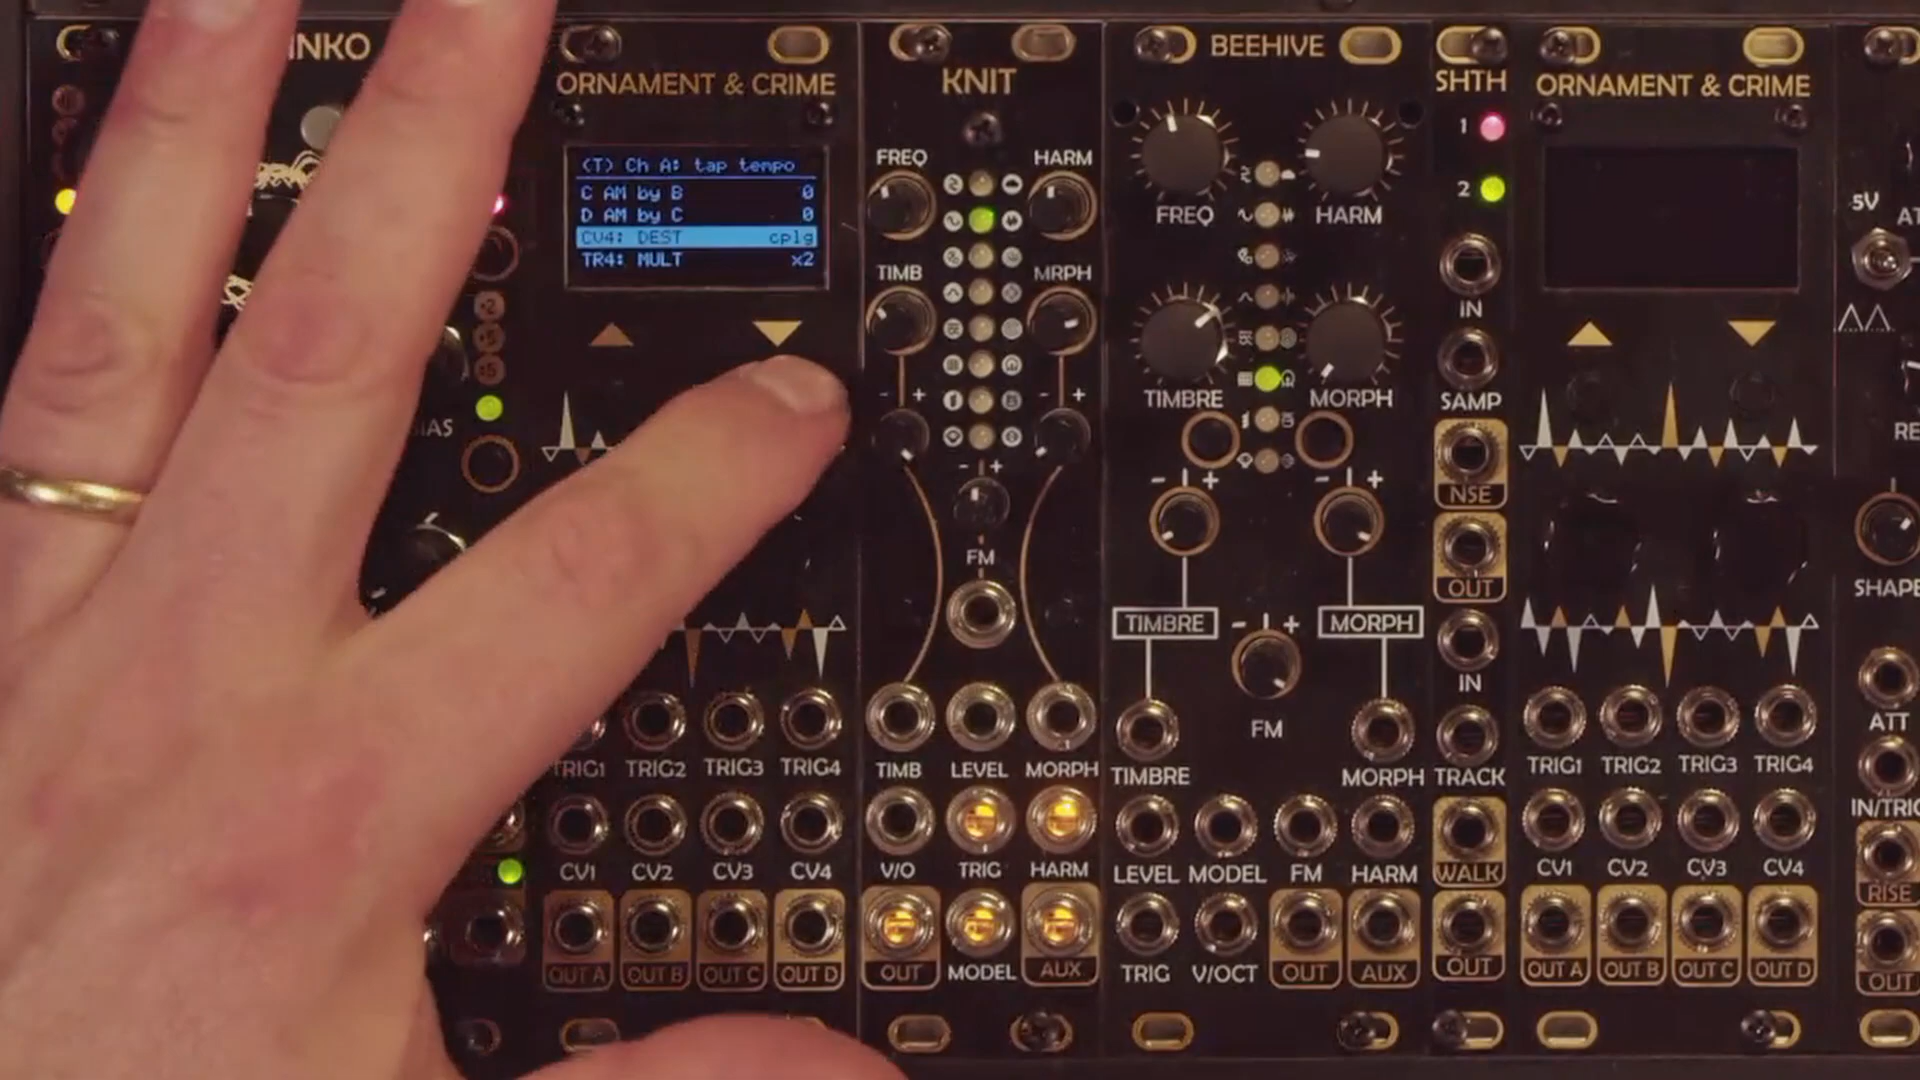 INKO
ORNAMENT & CRIME
(T) Ch A: tap tempo
C AM by B 0
D AM by C 0
CV4: DEST cplg
TR4: MULT x2
TRIG1 TRIG2 TRIG3 TRIG4
CV1 CV2 CV3 CV4
OUT A OUT B OUT C OUT D
KNIT
FREQ HARM
TIMB MRPH
- + - +
- +
FM
TIMB LEVEL MORPH
V/O TRIG HARM
OUT MODEL AUX
BEEHIVE
FREQ HARM
TIMBRE MORPH
- + - +
TIMBRE - + MORPH
FM
TIMBRE MORPH
LEVEL MODEL FM HARM
TRIG V/OCT OUT AUX
SHTH
1
2
IN
SAMP
NSE
OUT
IN
TRACK
WALK
OUT
ORNAMENT & CRIME
TRIG1 TRIG2 TRIG3 TRIG4
CV1 CV2 CV3 CV4
OUT A OUT B OUT C OUT D
5V AT
RE
SHAPE
ATT
IN/TRIG
RISE
OUT